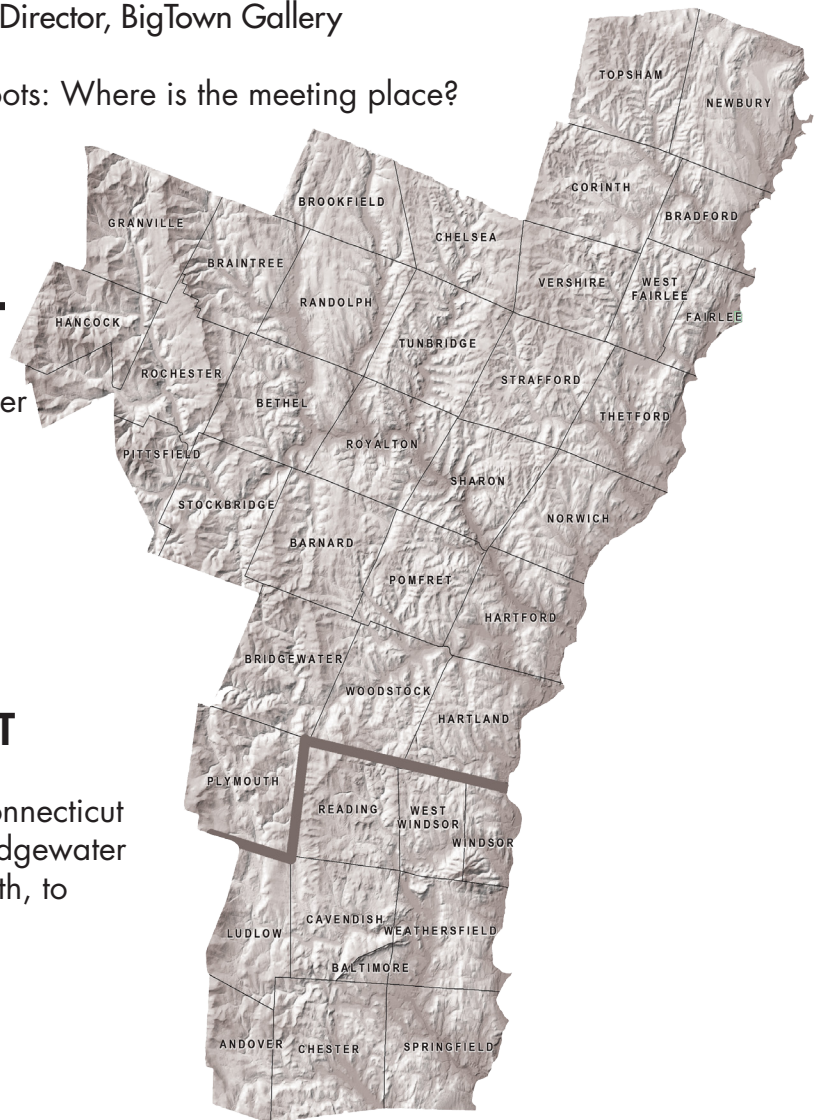 Director, BigTown Gallery
ots: Where is the meeting place?
er
T
onnecticut
dgewater
th, to
TOPSHAM
NEWBURY
CORINTH
BRADFORD
BROOKFIELD
GRANVILLE
CHELSEA
BRAINTREE
VERSHIRE
WEST
FAIRLEE
RANDOLPH
FAIRLEE
HANCOCK
TUNBRIDGE
ROCHESTER
STRAFFORD
BETHEL
THETFORD
ROYALTON
PITTSFIELD
SHARON
STOCKBRIDGE
NORWICH
BARNARD
POMFRET
HARTFORD
BRIDGEWATER
WOODSTOCK
HARTLAND
PLYMOUTH
READING
WEST
WINDSOR
WINDSOR
CAVENDISH
LUDLOW
WEATHERSFIELD
BALTIMORE
ANDOVER
CHESTER
SPRINGFIELD